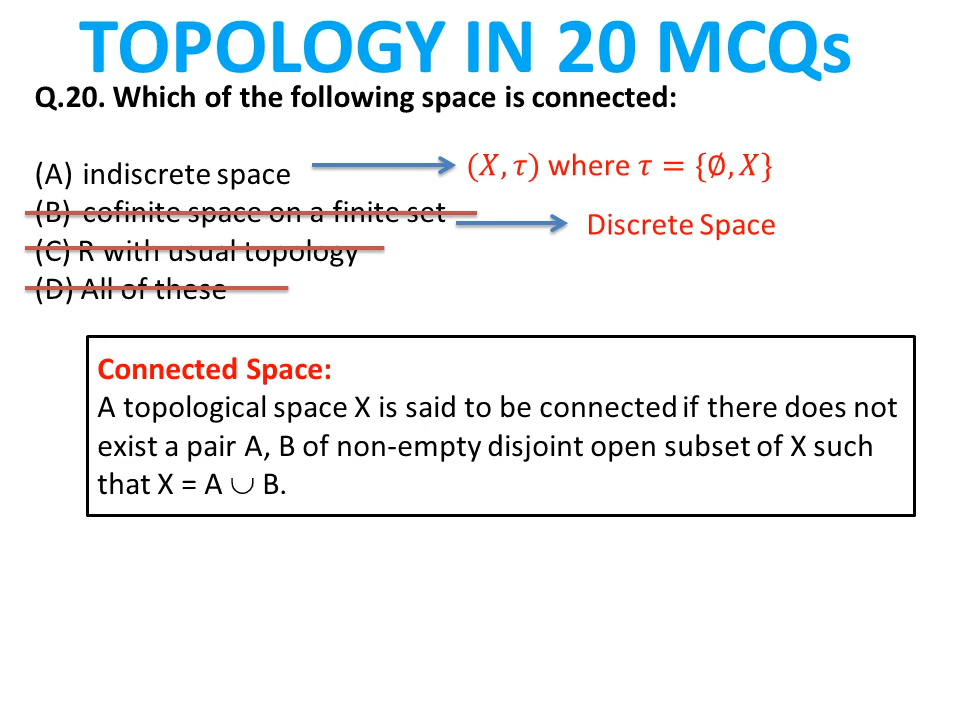 TOPOLOGY IN 20 MCQs
Q.20. Which of the following space is connected:
(A) indiscrete space
(𝑋, 𝜏) where 𝜏 = {∅, 𝑋}
(B) cofinite space on a finite set
Discrete Space
(C) R with usual topology
(D) All of these
Connected Space:
A topological space X is said to be connected if there does not
exist a pair A, B of non-empty disjoint open subset of X such
that X = A ∪ B.